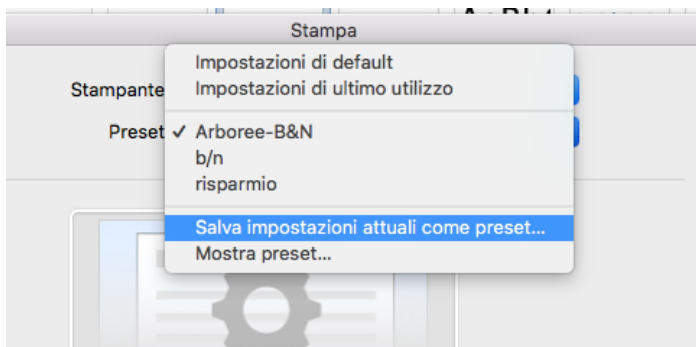 Stampa
Impostazioni di default
Stampante
Impostazioni di ultimo utilizzo
Preset ✓ Arboree-B&N
b/n
risparmio
Salva impostazioni attuali come preset...
Mostra preset...